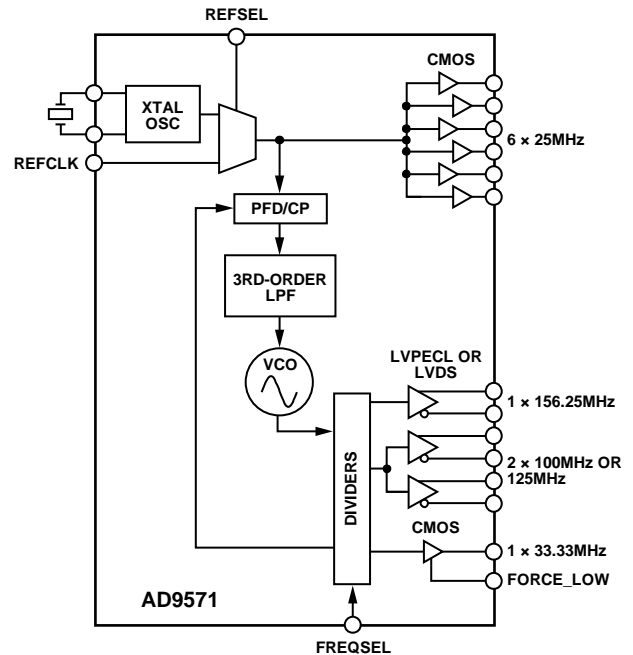 REFSEL
CMOS
XTAL
OSC
REFCLK
6 × 25MHz
PFD/CP
3RD-ORDER
LPF
VCO
LVPECL OR
LVDS
1 × 156.25MHz
DIVIDERS
2 × 100MHz OR
125MHz
CMOS
1 × 33.33MHz
FORCE_LOW
AD9571
FREQSEL